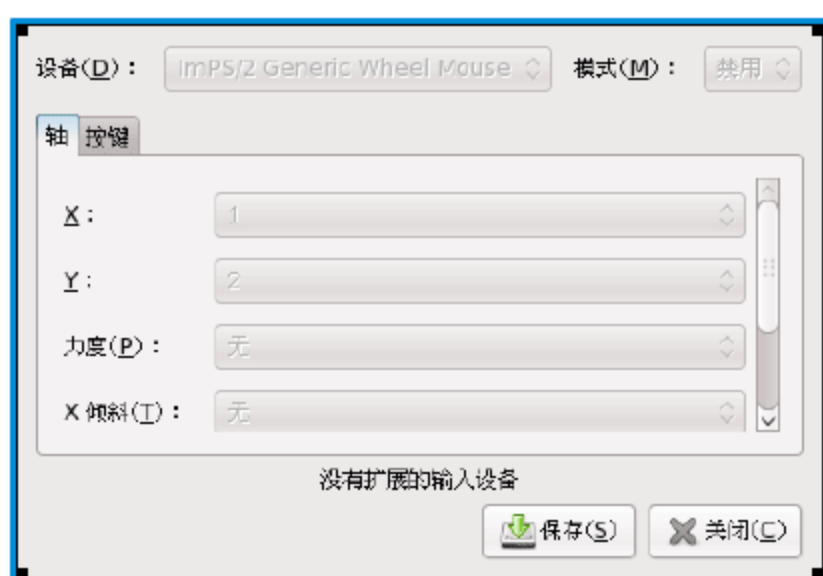 设备(D)： ImPS/2 Generic Wheel Mouse 模式(M)： 禁用
轴 按键
X： 1
Y： 2
力度(P)： 无
X 倾斜(T)： 无
没有扩展的输入设备
保存(S) 关闭(C)